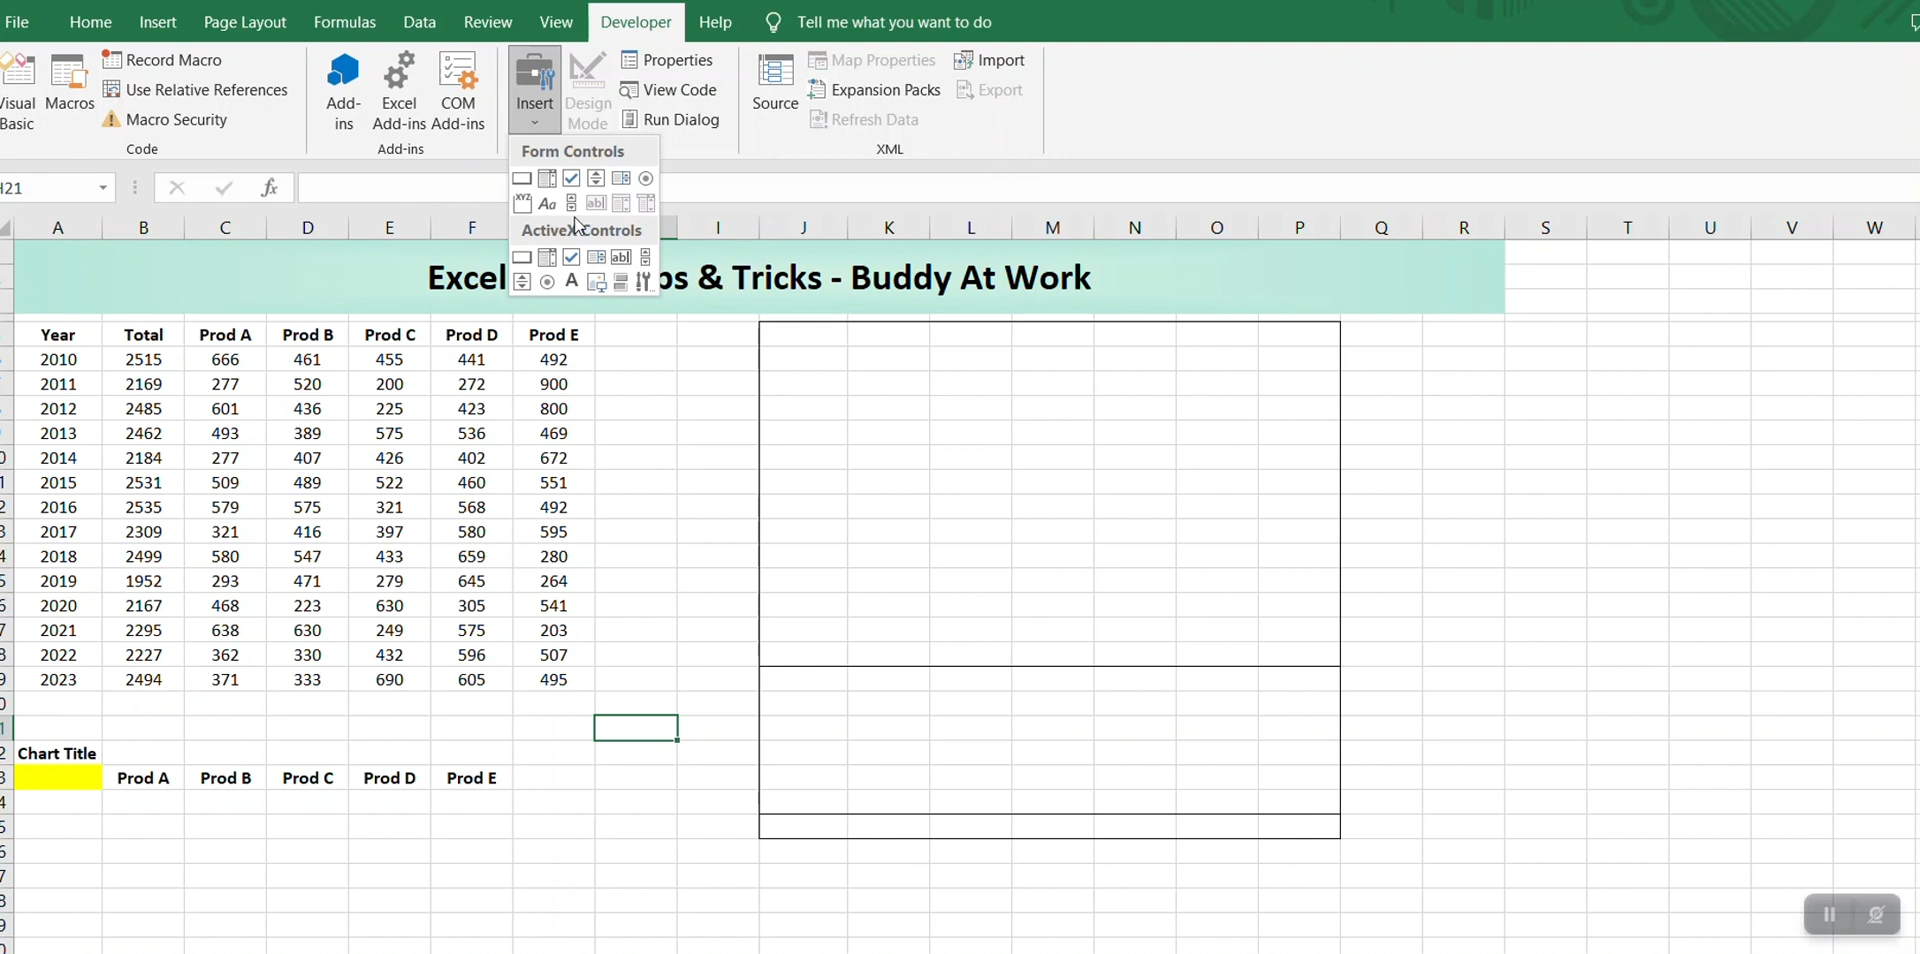 File Home Insert Page Layout Formulas Data Review View Developer Help Tell me what you want to do
Visual Basic
Macros
Record Macro
Use Relative References
Macro Security
Code
Add-ins
Excel Add-ins
COM Add-ins
Add-ins
Insert
Design Mode
Properties
View Code
Run Dialog
Source
Map Properties
Expansion Packs
Refresh Data
Import
Export
XML
Form Controls
XYZ Aa ab|
ActiveX Controls
ab|
A
H21
fx
A B C D E F I J K L M N O P Q R S T U V W
Excel ps & Tricks - Buddy At Work
Year Total Prod A Prod B Prod C Prod D Prod E
2010 2515 666 461 455 441 492
2011 2169 277 520 200 272 900
2012 2485 601 436 225 423 800
2013 2462 493 389 575 536 469
2014 2184 277 407 426 402 672
2015 2531 509 489 522 460 551
2016 2535 579 575 321 568 492
2017 2309 321 416 397 580 595
2018 2499 580 547 433 659 280
2019 1952 293 471 279 645 264
2020 2167 468 223 630 305 541
2021 2295 638 630 249 575 203
2022 2227 362 330 432 596 507
2023 2494 371 333 690 605 495
Chart Title
Prod A Prod B Prod C Prod D Prod E